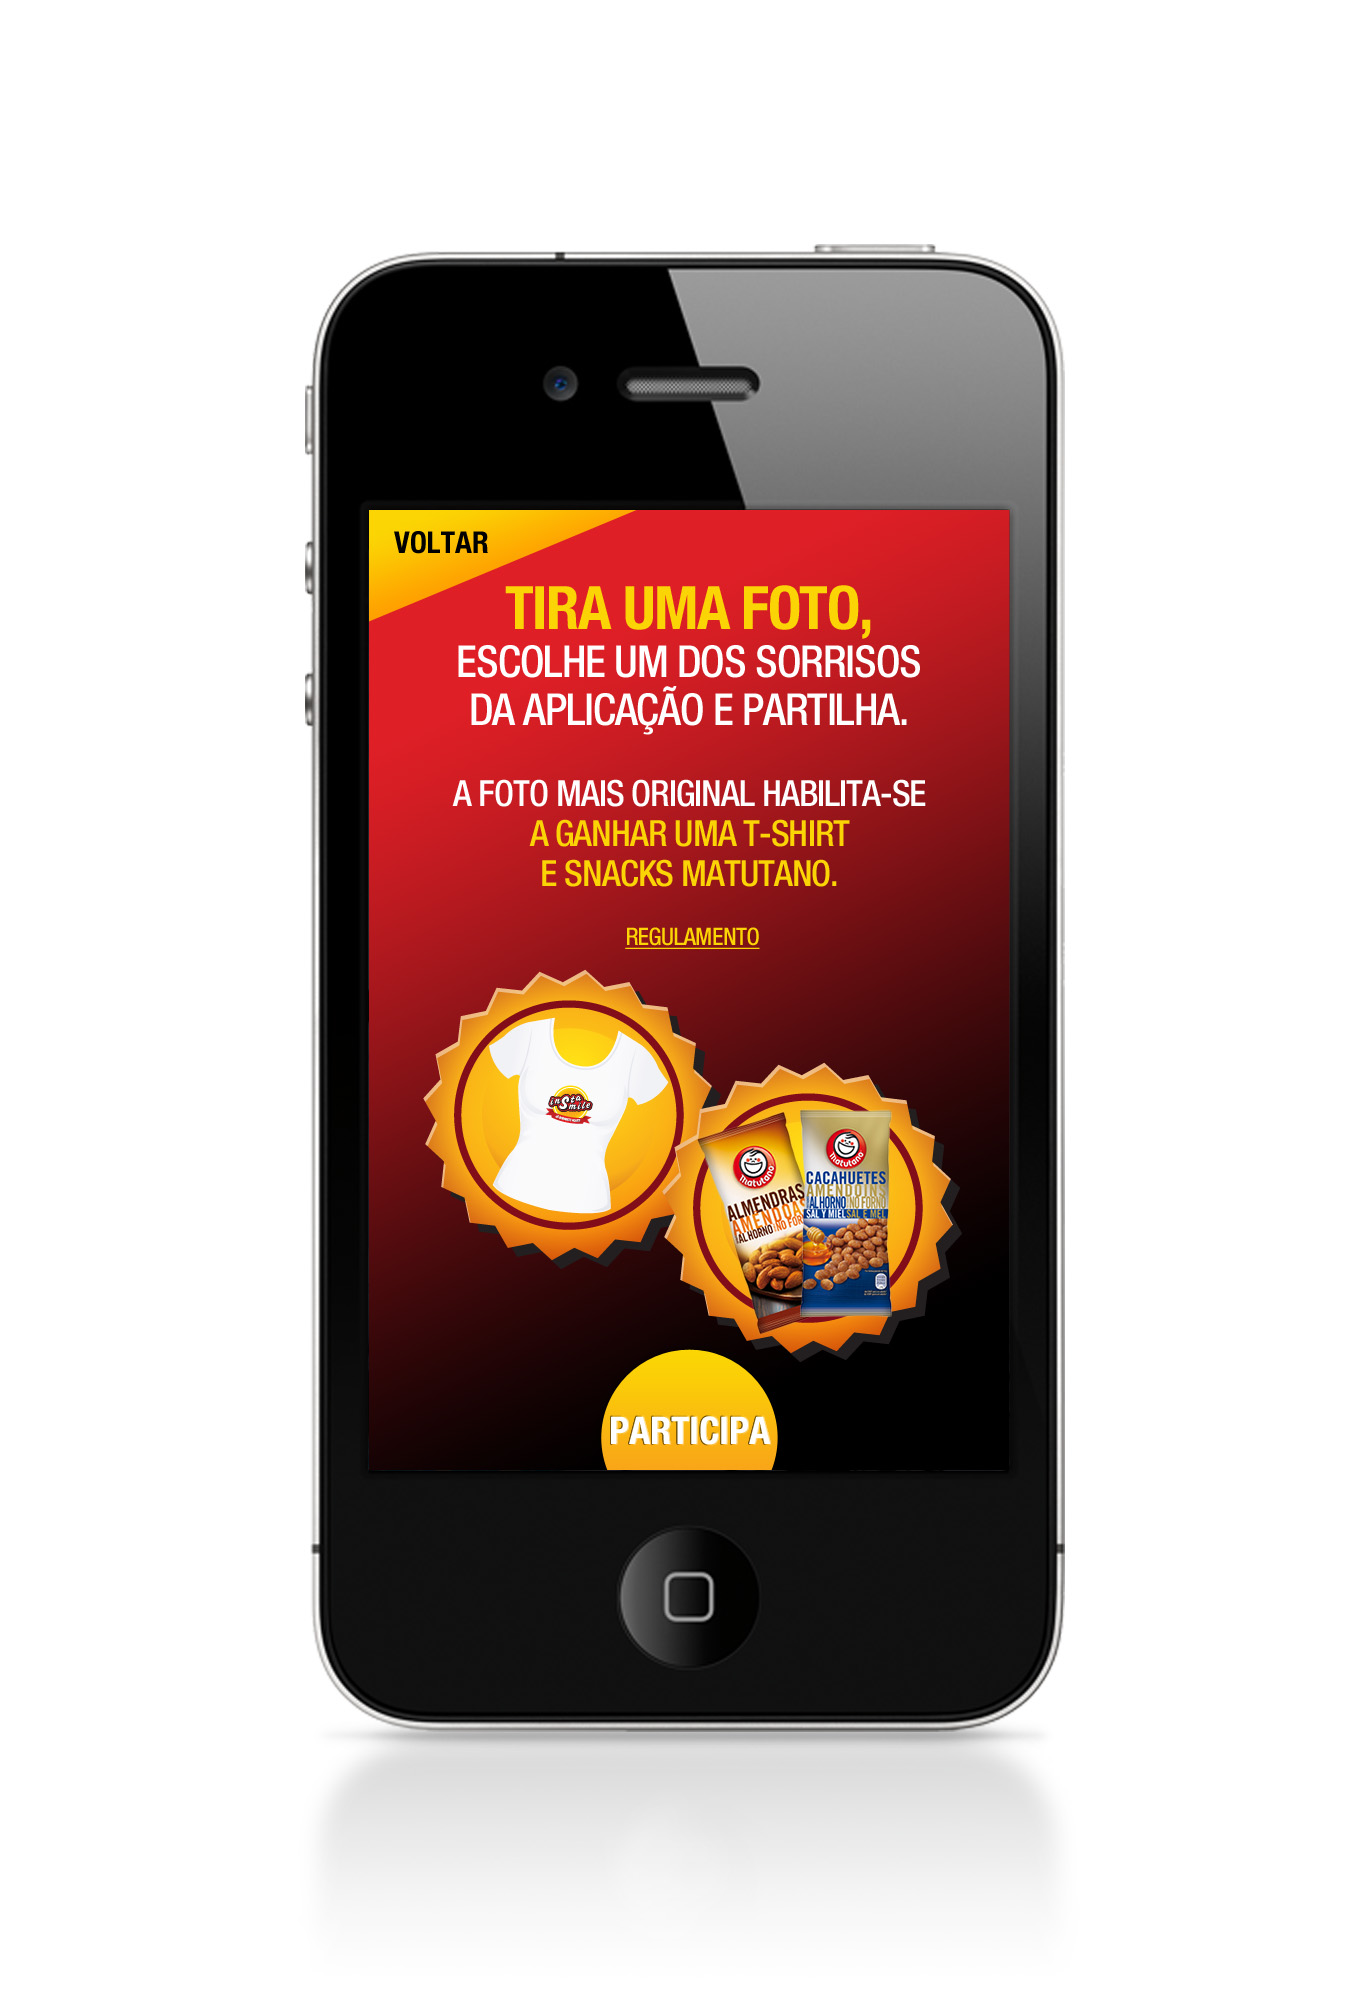 VOLTAR
TIRA UMA FOTO,
ESCOLHE UM DOS SORRISOS
DA APLICAÇÃO E PARTILHA.
A FOTO MAIS ORIGINAL HABILITA-SE
A GANHAR UMA T-SHIRT
E SNACKS MATUTANO.
REGULAMENTO
insta
smile
matutano
ALMENDRAS
AMENDOAS
AL HORNO NO FOR
matutano
CACAHUETES
AMENDOINS
AL HORNO NO FORNO
SAL Y MIEL SAL E MEL
PARTICIPA